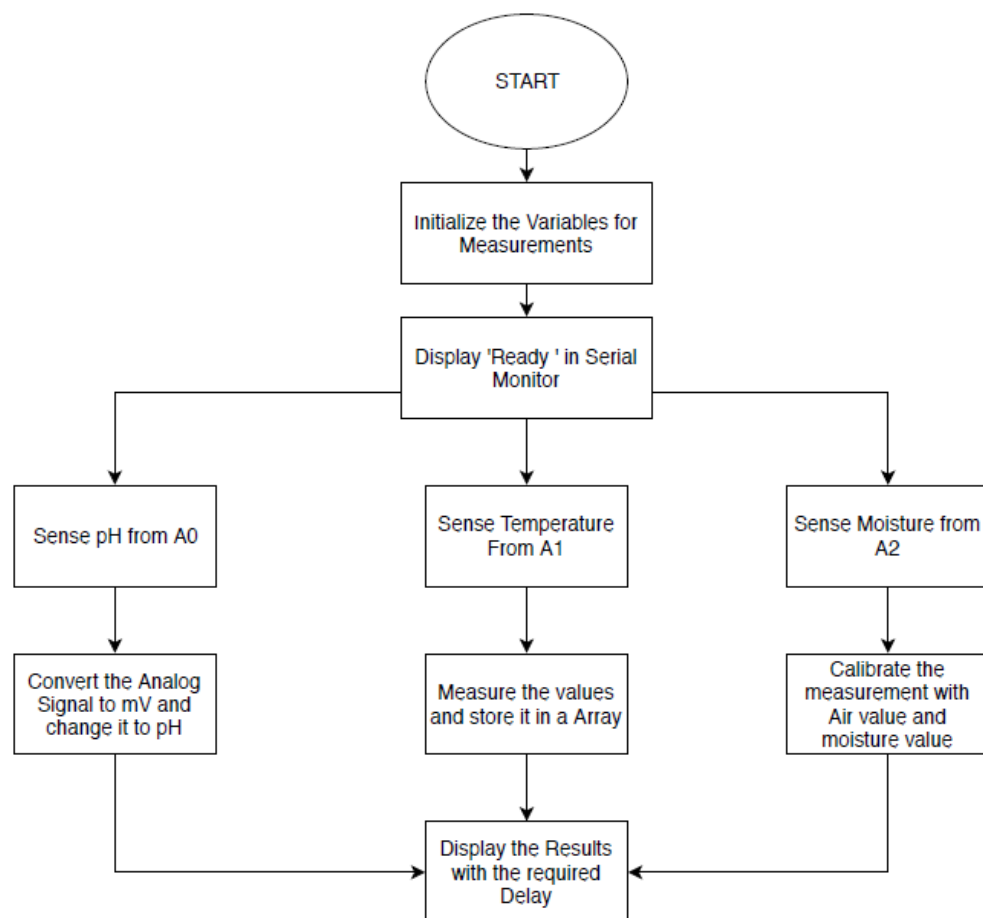 START
Initialize the Variables for
Measurements
Display 'Ready ' in Serial
Monitor
Sense pH from A0
Sense Temperature
From A1
Sense Moisture from
A2
Convert the Analog
Signal to mV and
change it to pH
Measure the values
and store it in a Array
Calibrate the
measurement with
Air value and
moisture value
Display the Results
with the required
Delay